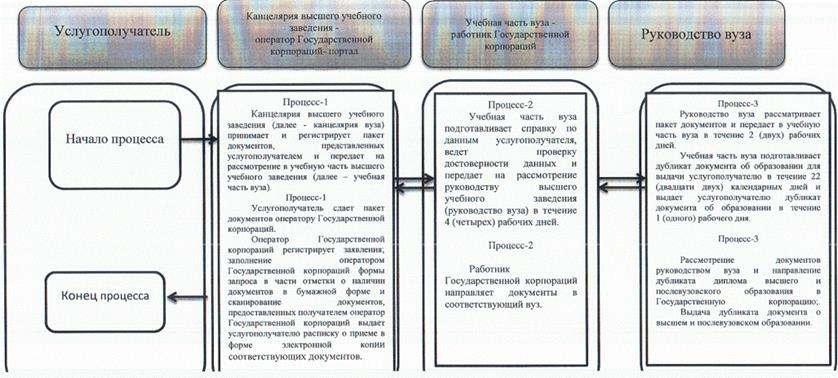 Услугополучатель
Канцелярия высшего учебного
заведения -
оператор Государственной
корпораций- портал
Учебная часть вуза -
работник Государственной
корпораций
Руководство вуза
Начало процесса
Конец процесса
Процесс-1
Канцелярия высшего учебного
заведения (далее - канцелярия вуза)
принимает и регистрирует пакет
документов, представленных
услугополучателем и передает на
рассмотрение в учебную часть высшего
учебного заведения (далее – учебная
часть вуза).
Процесс-1
Услугополучатель сдает пакет
документов оператору Государственной
корпораций.
Оператор Государственной
корпораций регистрирует заявления;
заполнение оператором
Государственной корпораций формы
запроса в части отметки о наличии
документов в бумажной форме и
сканирование документов,
предоставленных получателем оператор
Государственной корпораций выдает
услугополучателю расписку о приеме в
форме электронной копии
соответствующих документов.
Процесс-2
Учебная часть вуза
подготавливает справку по
данным услугополучателя,
ведет проверку
достоверности данных и
передает на рассмотрение
руководству высшего
учебного заведения
(руководство вуза) в течение
4 (четырех) рабочих дней.
Процесс-2
Работник
Государственной корпораций
направляет документы в
соответствующий вуз.
Процесс-3
Руководство вуза рассматривает
пакет документов и передает в учебную
часть вуза в течение 2 (двух) рабочих
дней.
Учебная часть вуза подготавливает
дубликат документа об образовании для
выдачи услугополучателю в течение 22
(двадцати двух) календарных дней и
выдает услугополучателю дубликат
документа об образовании в течение
1 (одного) рабочего дня.
Процесс-3
Рассмотрение документов
руководством вуза и направление
дубликата диплома высшего и
послевузовского образования в
Государственную корпорацию;.
Выдача дубликата документа о
высшем и послевузовском образовании.